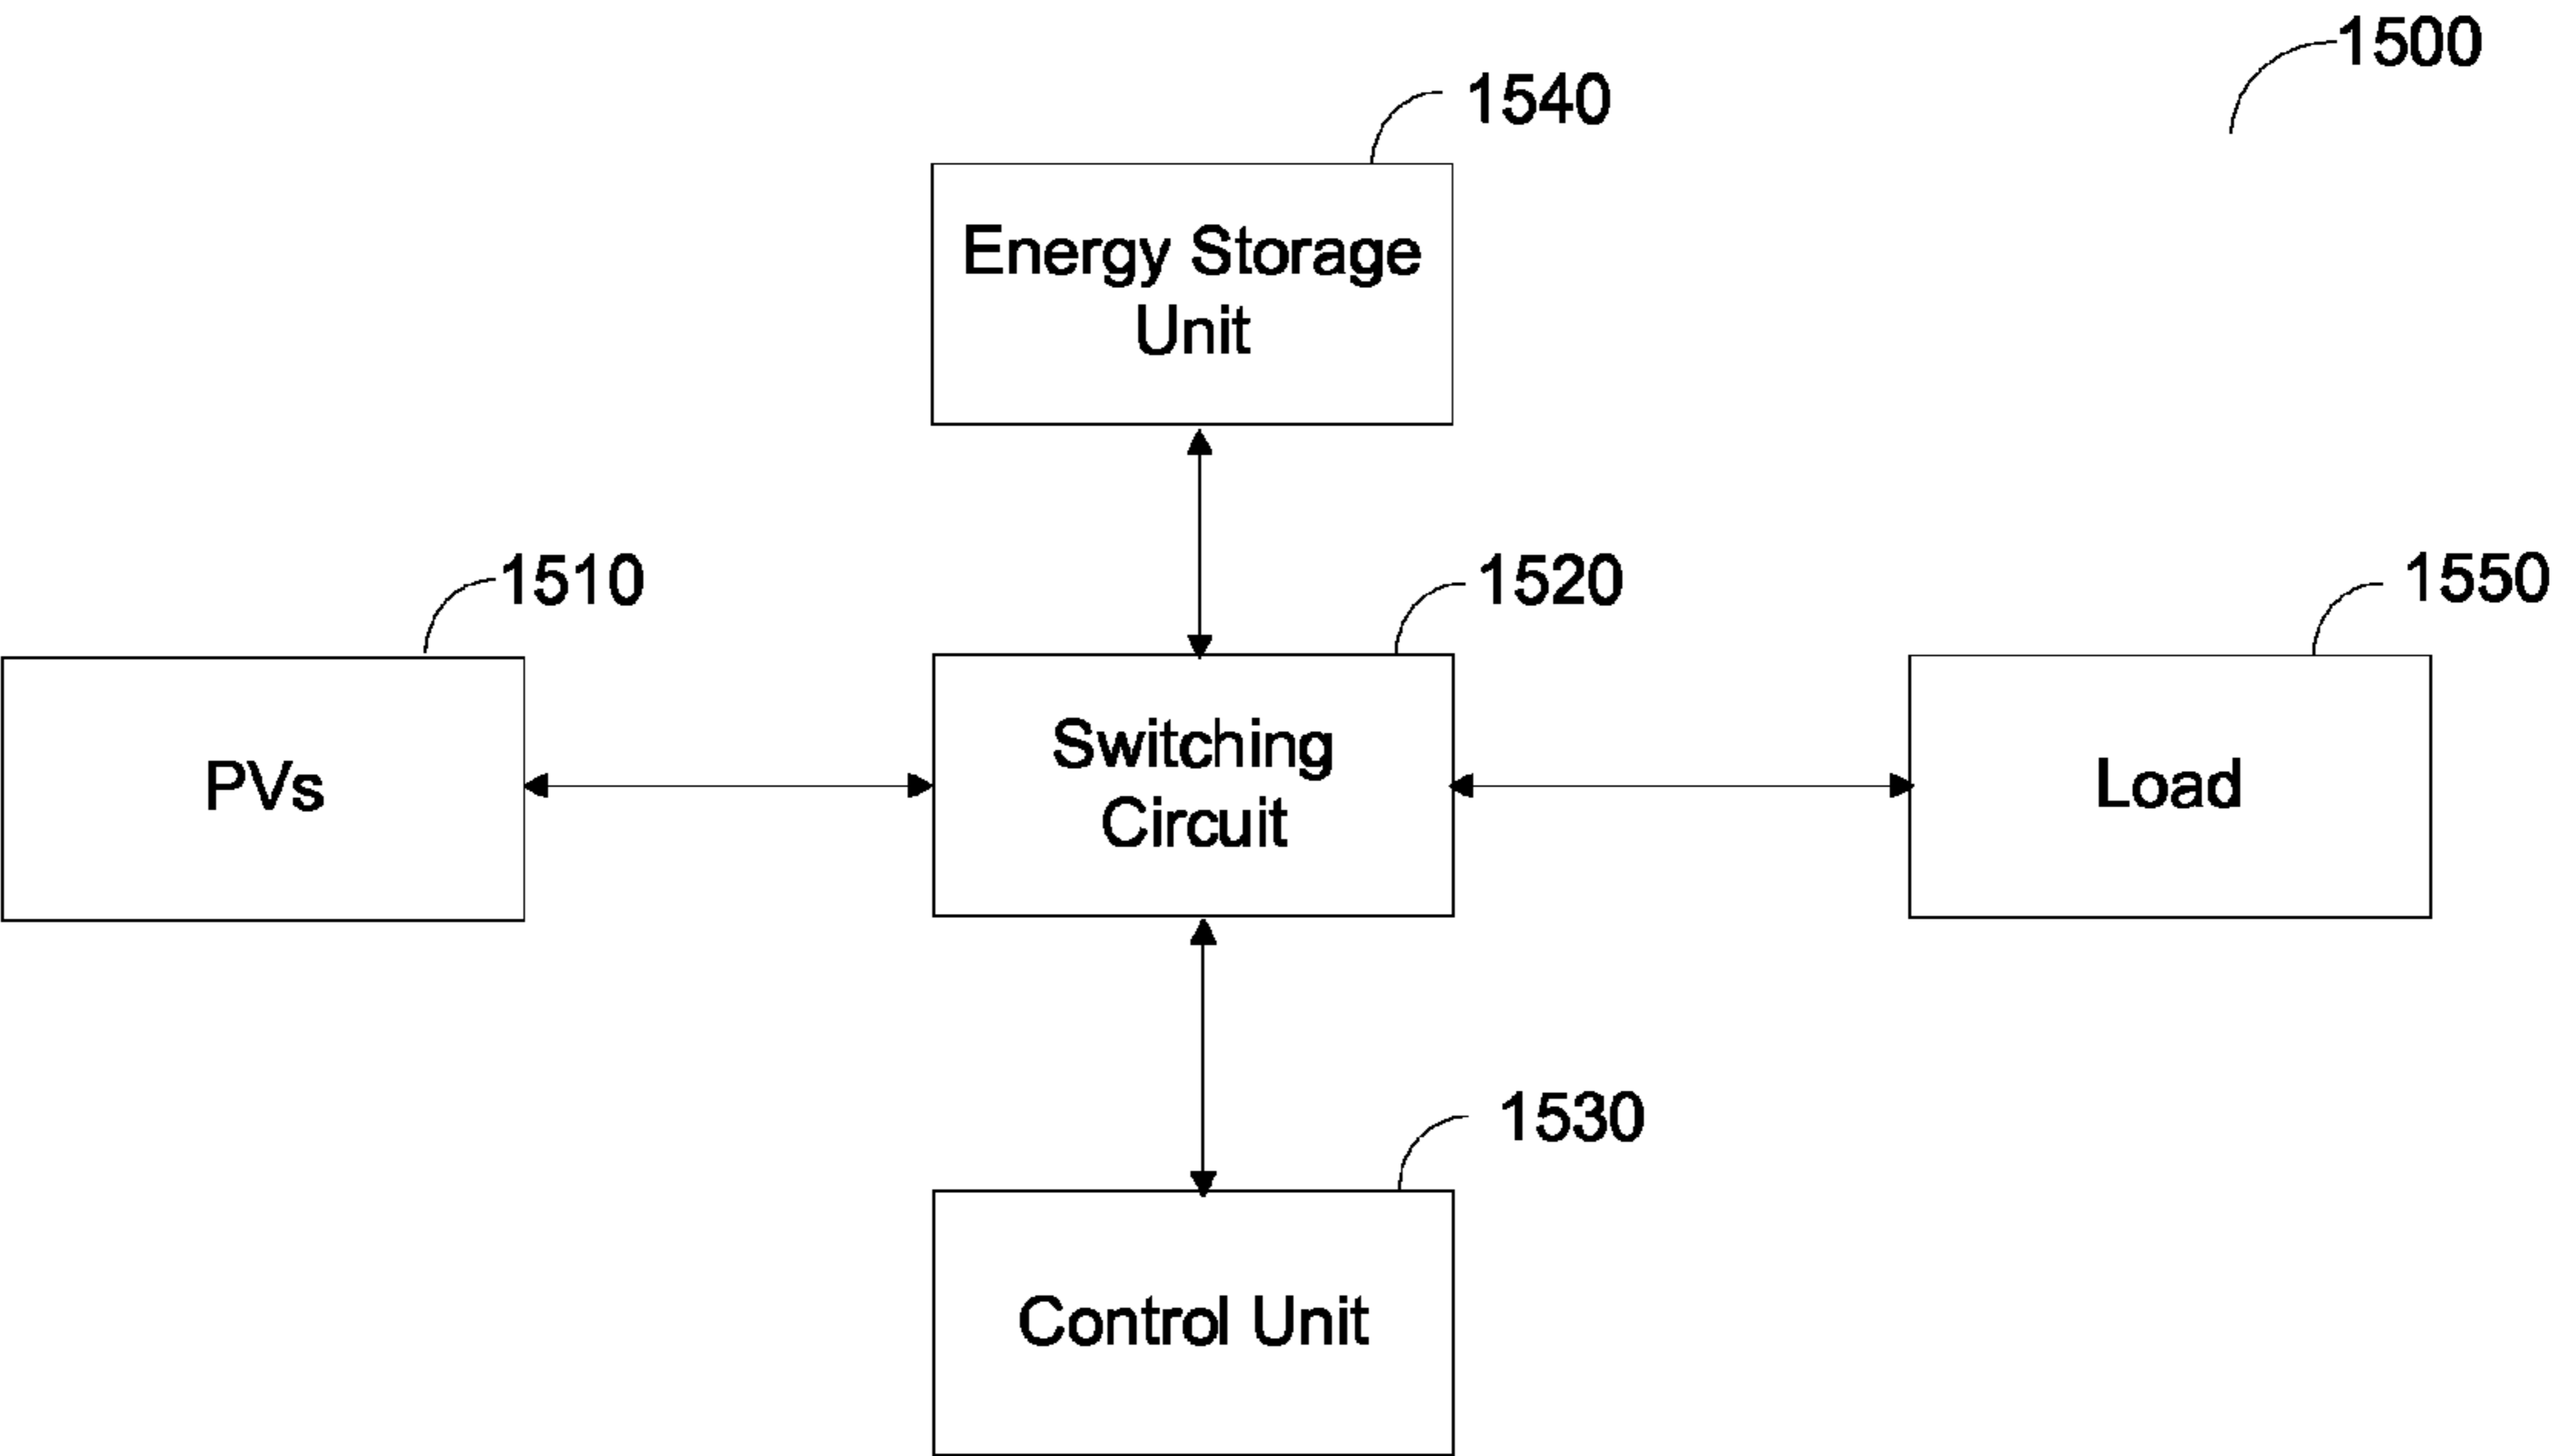 1500
1540
Energy Storage
Unit
1510
1520
1550
PVs
Switching
Circuit
Load
1530
Control Unit